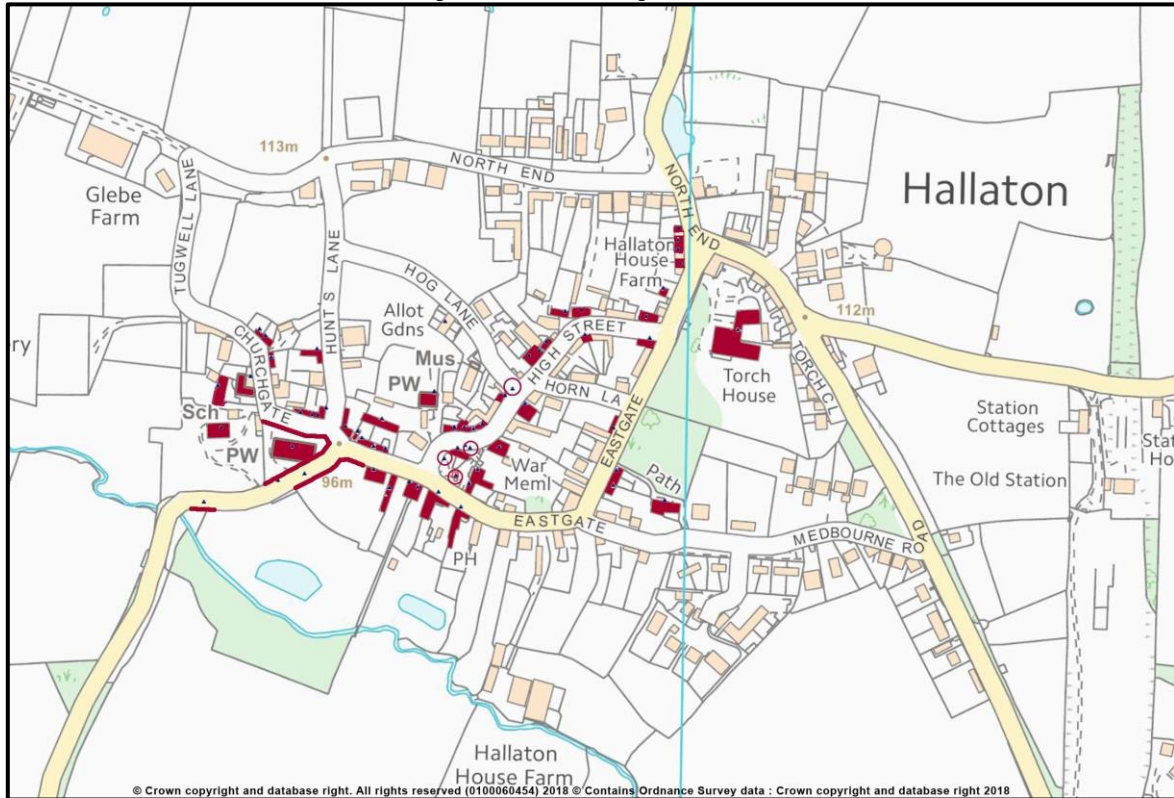 113m
NORTH END
Glebe
Farm
TUGWELL LANE
HUNT'S LANE
HOG LANE
NORTH END
Hallaton
Hallaton
House
Farm
Allot
Gdns
Mus
PW
HIGH STREET
HORN LA
CHURCHGATE
Sch
PW
96m
War
Meml
EASTGATE
Path
EASTGATE
PH
Torch
House
TORCH CL
112m
Station
Cottages
The Old Station
MEDBOURNE ROAD
Hallaton
House Farm
ery
Stat
Ho
© Crown copyright and database right. All rights reserved (0100060454) 2018 © Contains Ordnance Survey data : Crown copyright and database right 2018